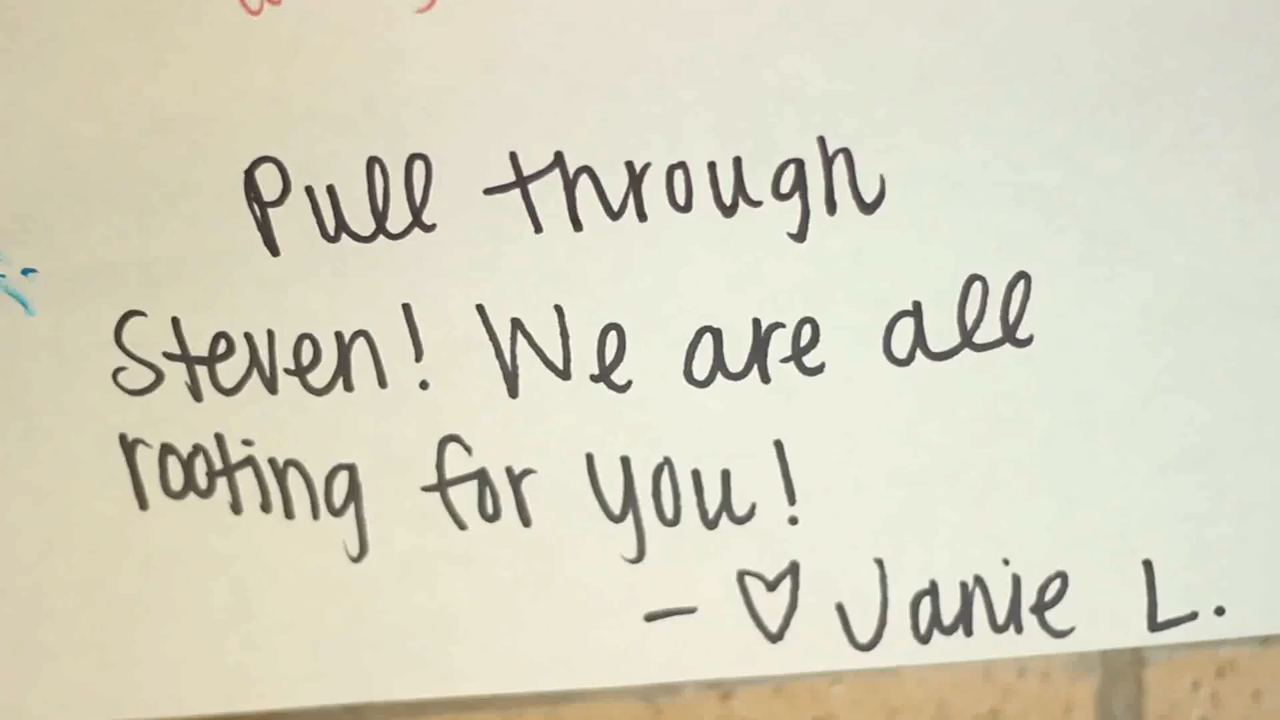 Pull through
Steven! We are all
rooting for you!
- ♡ Janie L.